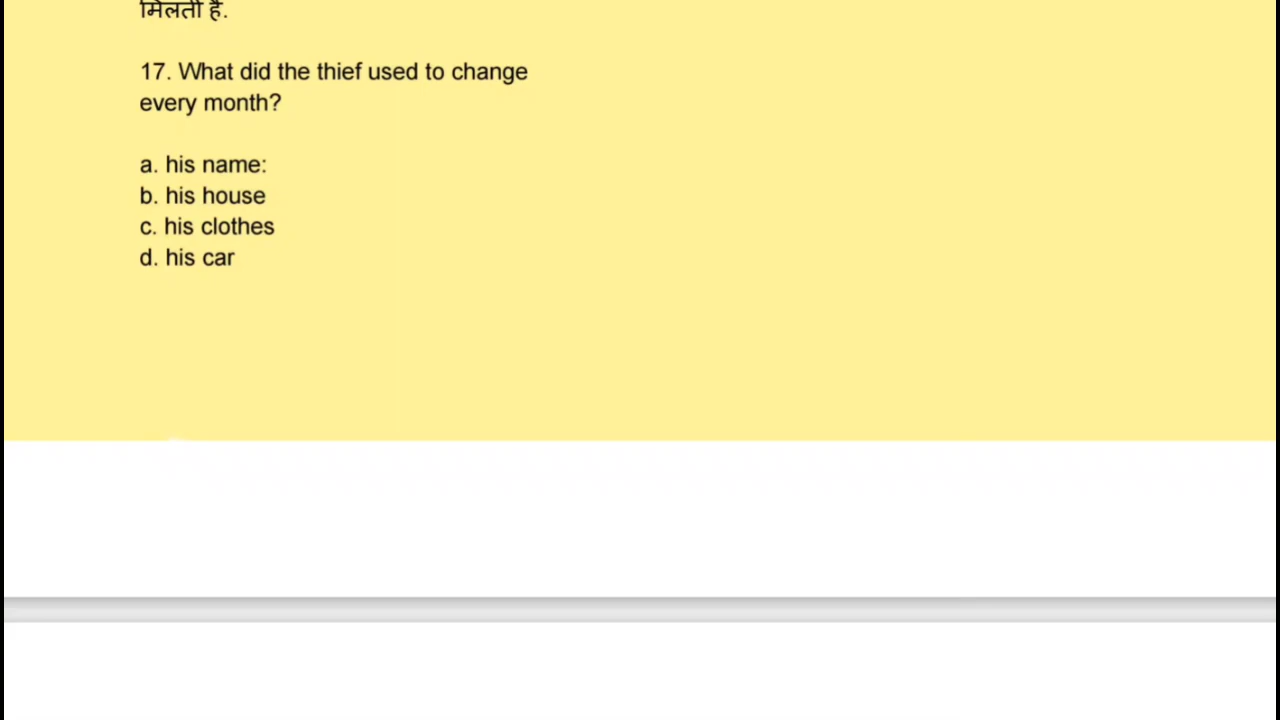 मिलती है.
17. What did the thief used to change
every month?
a. his name:
b. his house
c. his clothes
d. his car